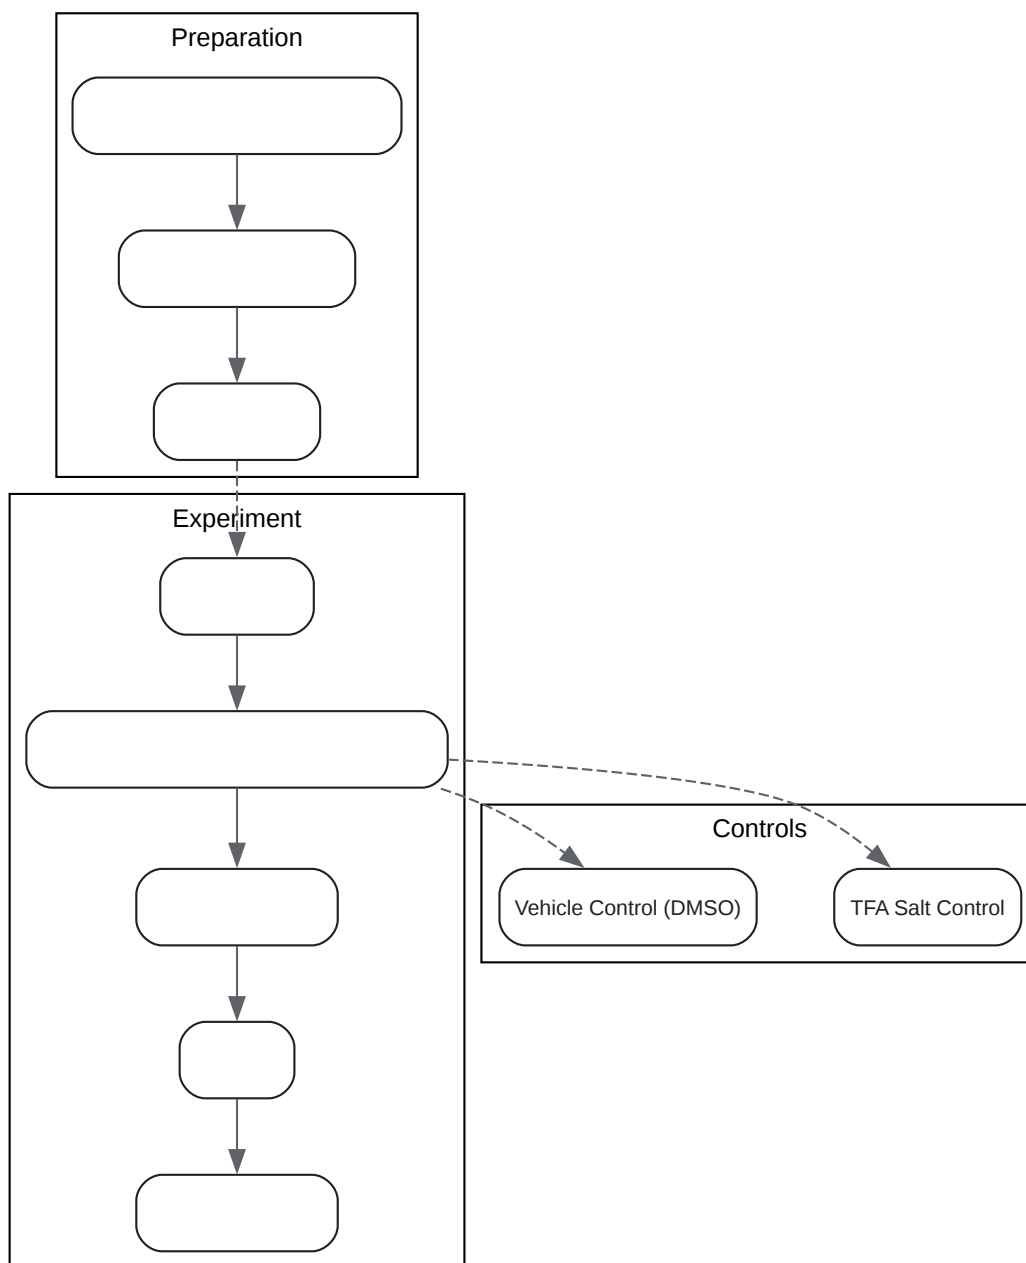 Preparation
Experiment
Controls
Vehicle Control (DMSO)
TFA Salt Control